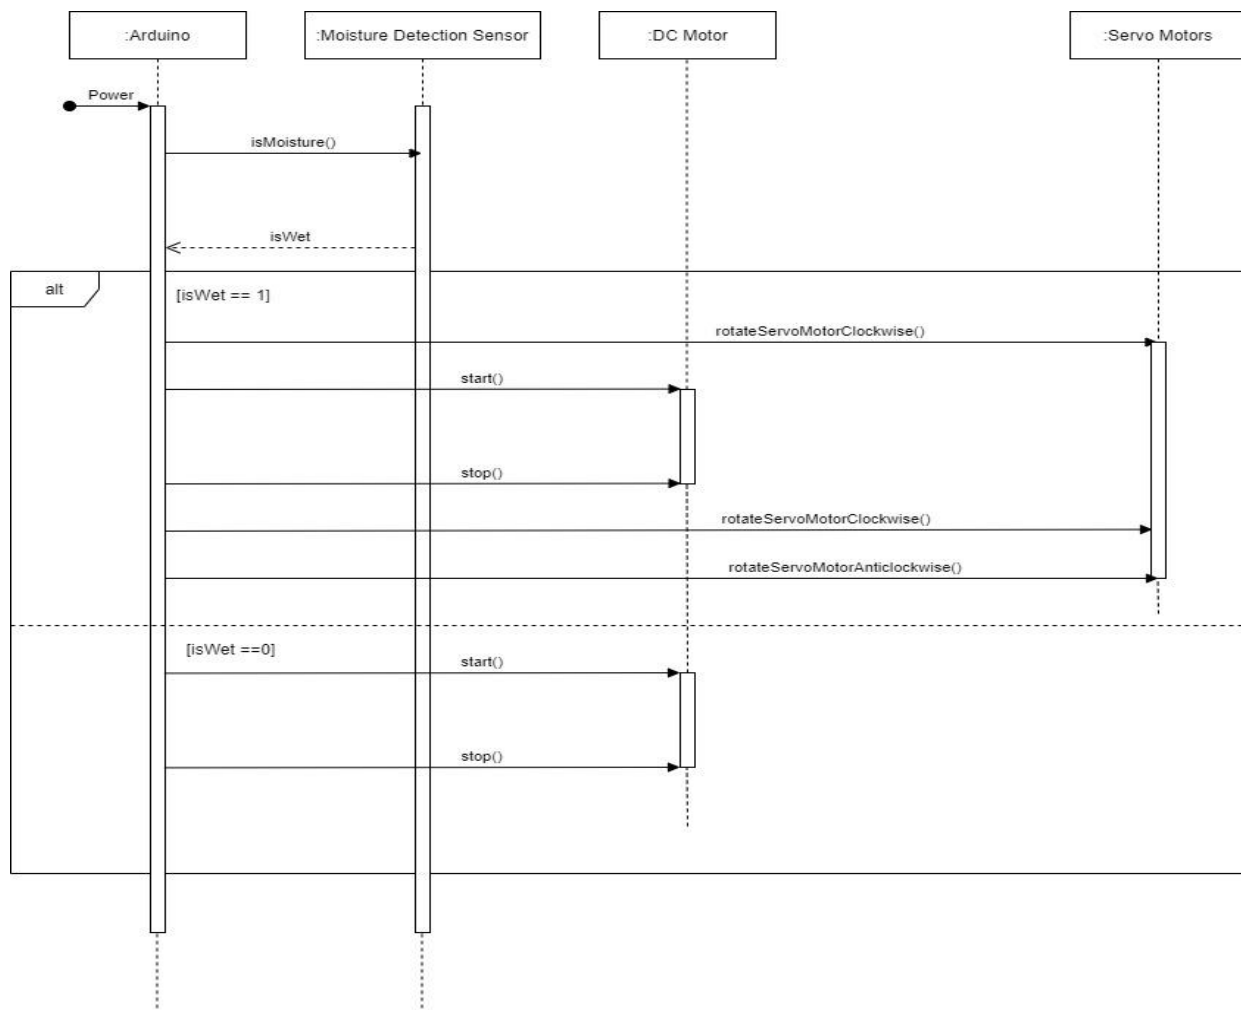 :Arduino
:Moisture Detection Sensor
:DC Motor
:Servo Motors
Power
isMoisture()
isWet
alt
[isWet == 1]
rotateServoMotorClockwise()
start()
stop()
rotateServoMotorClockwise()
rotateServoMotorAnticlockwise()
[isWet ==0]
start()
stop()